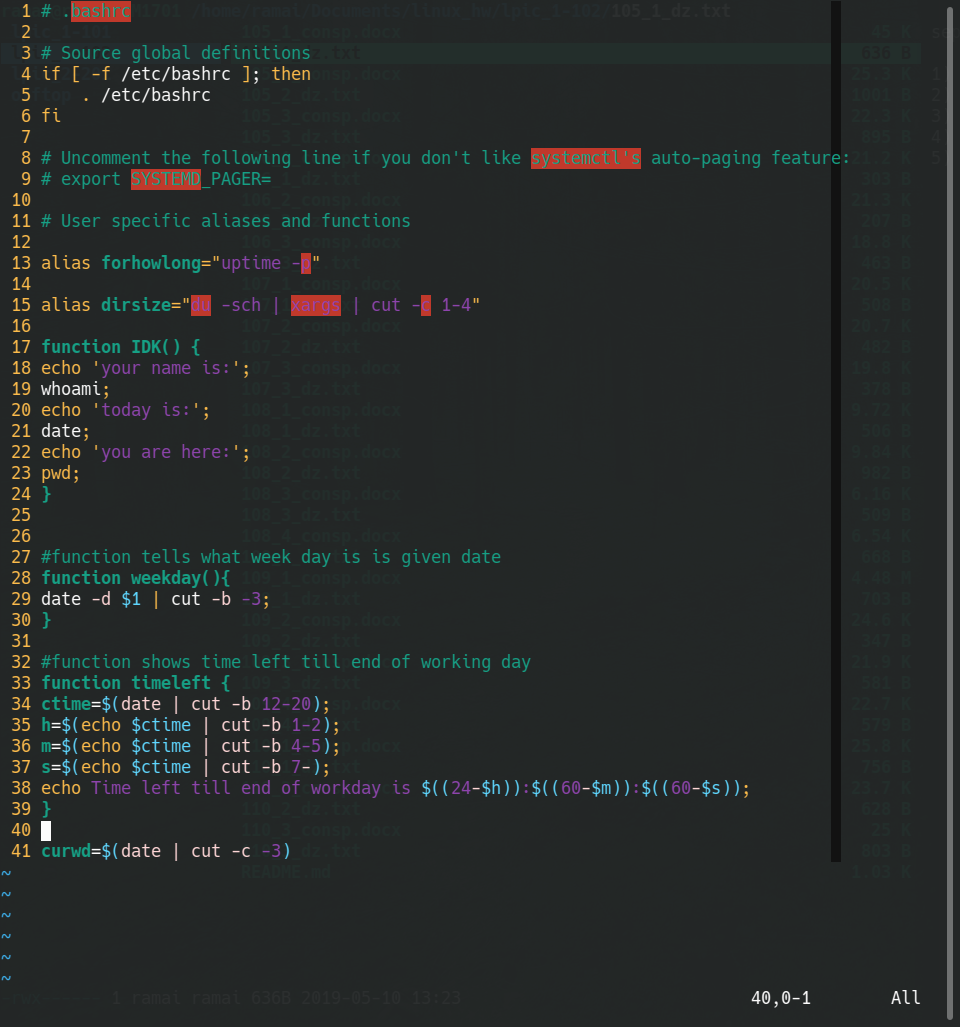 1 # .bashrc
2
3 # Source global definitions
4 if [ -f /etc/bashrc ]; then
5     . /etc/bashrc
6 fi
7
8 # Uncomment the following line if you don't like systemctl's auto-paging feature:
9 # export SYSTEMD_PAGER=
10
11 # User specific aliases and functions
12
13 alias forhowlong="uptime -p"
14
15 alias dirsize="du -sch | xargs | cut -c 1-4"
16
17 function IDK() {
18 echo 'your name is:';
19 whoami;
20 echo 'today is:';
21 date;
22 echo 'you are here:';
23 pwd;
24 }
25
26
27 #function tells what week day is is given date
28 function weekday(){
29 date -d $1 | cut -b -3;
30 }
31
32 #function shows time left till end of working day
33 function timeleft {
34 ctime=$(date | cut -b 12-20);
35 h=$(echo $ctime | cut -b 1-2);
36 m=$(echo $ctime | cut -b 4-5);
37 s=$(echo $ctime | cut -b 7-);
38 echo Time left till end of workday is $((24-$h)):$((60-$m)):$((60-$s));
39 }
40
41 curwd=$(date | cut -c -3)
~
~
~
~
~
~
40,0-1 All